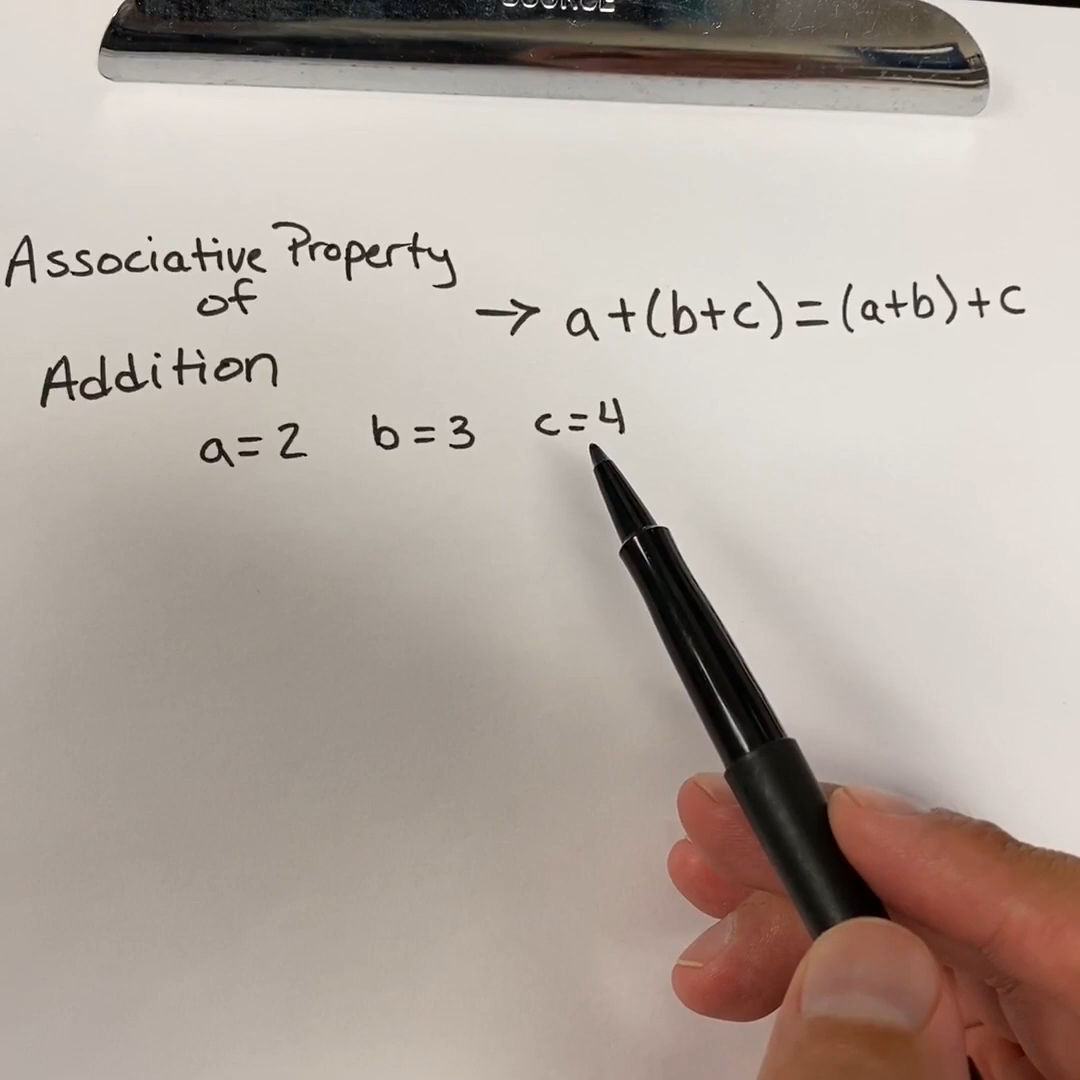 Associative Property
of
Addition
→ a+(b+c)=(a+b)+c
a=2 b=3 c=4